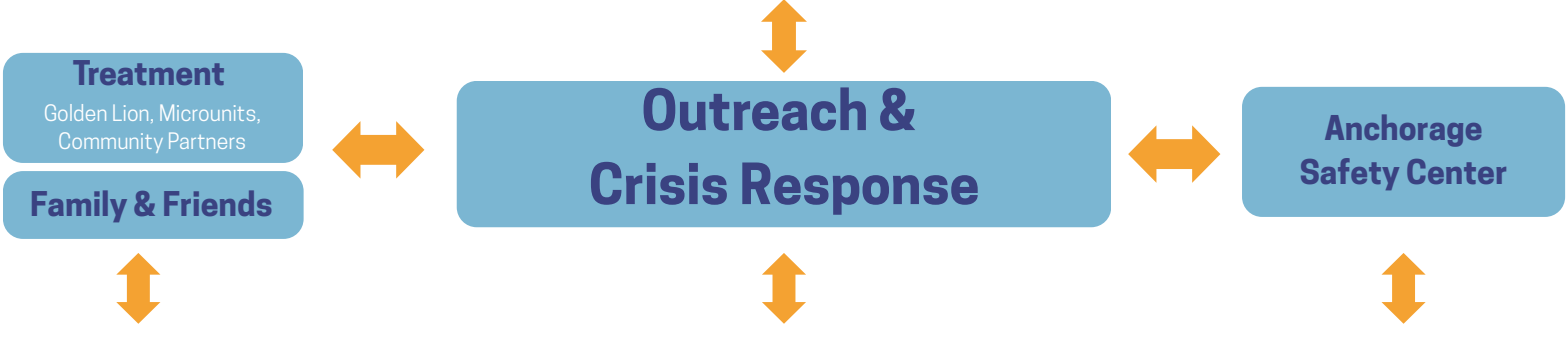 Treatment
Golden Lion, Microunits,
Community Partners
Family & Friends
Outreach &
Crisis Response
Anchorage
Safety Center